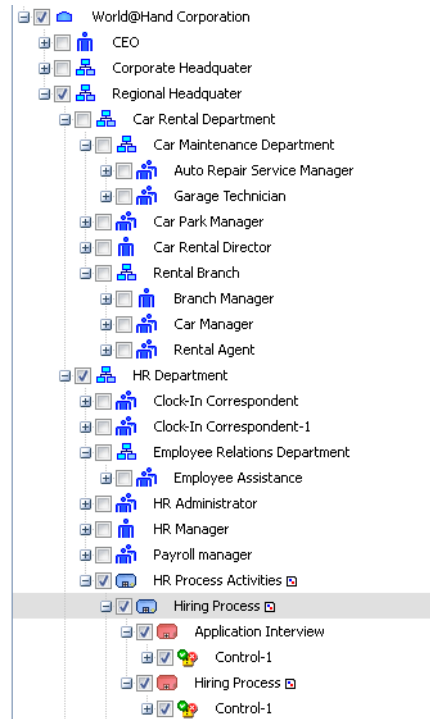 World@Hand Corporation
CEO
Corporate Headquater
Regional Headquater
Car Rental Department
Car Maintenance Department
Auto Repair Service Manager
Garage Technician
Car Park Manager
Car Rental Director
Rental Branch
Branch Manager
Car Manager
Rental Agent
HR Department
Clock-In Correspondent
Clock-In Correspondent-1
Employee Relations Department
Employee Assistance
HR Administrator
HR Manager
Payroll manager
HR Process Activities
Hiring Process
Application Interview
Control-1
Hiring Process
Control-1